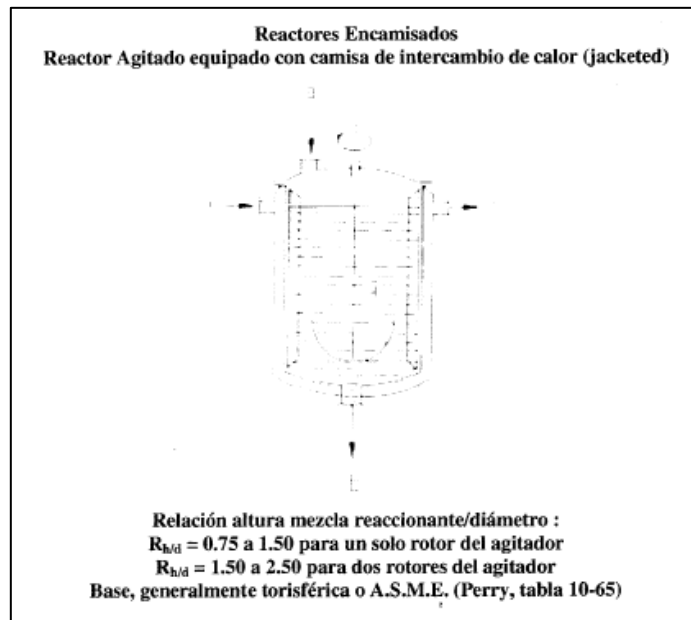 Reactores Encamisados
Reactor Agitado equipado con camisa de intercambio de calor (jacketed)
Relación altura mezcla reaccionante/diámetro :
R_h/d = 0.75 a 1.50 para un solo rotor del agitador
R_h/d = 1.50 a 2.50 para dos rotores del agitador
Base, generalmente torisférica o A.S.M.E. (Perry, tabla 10-65)